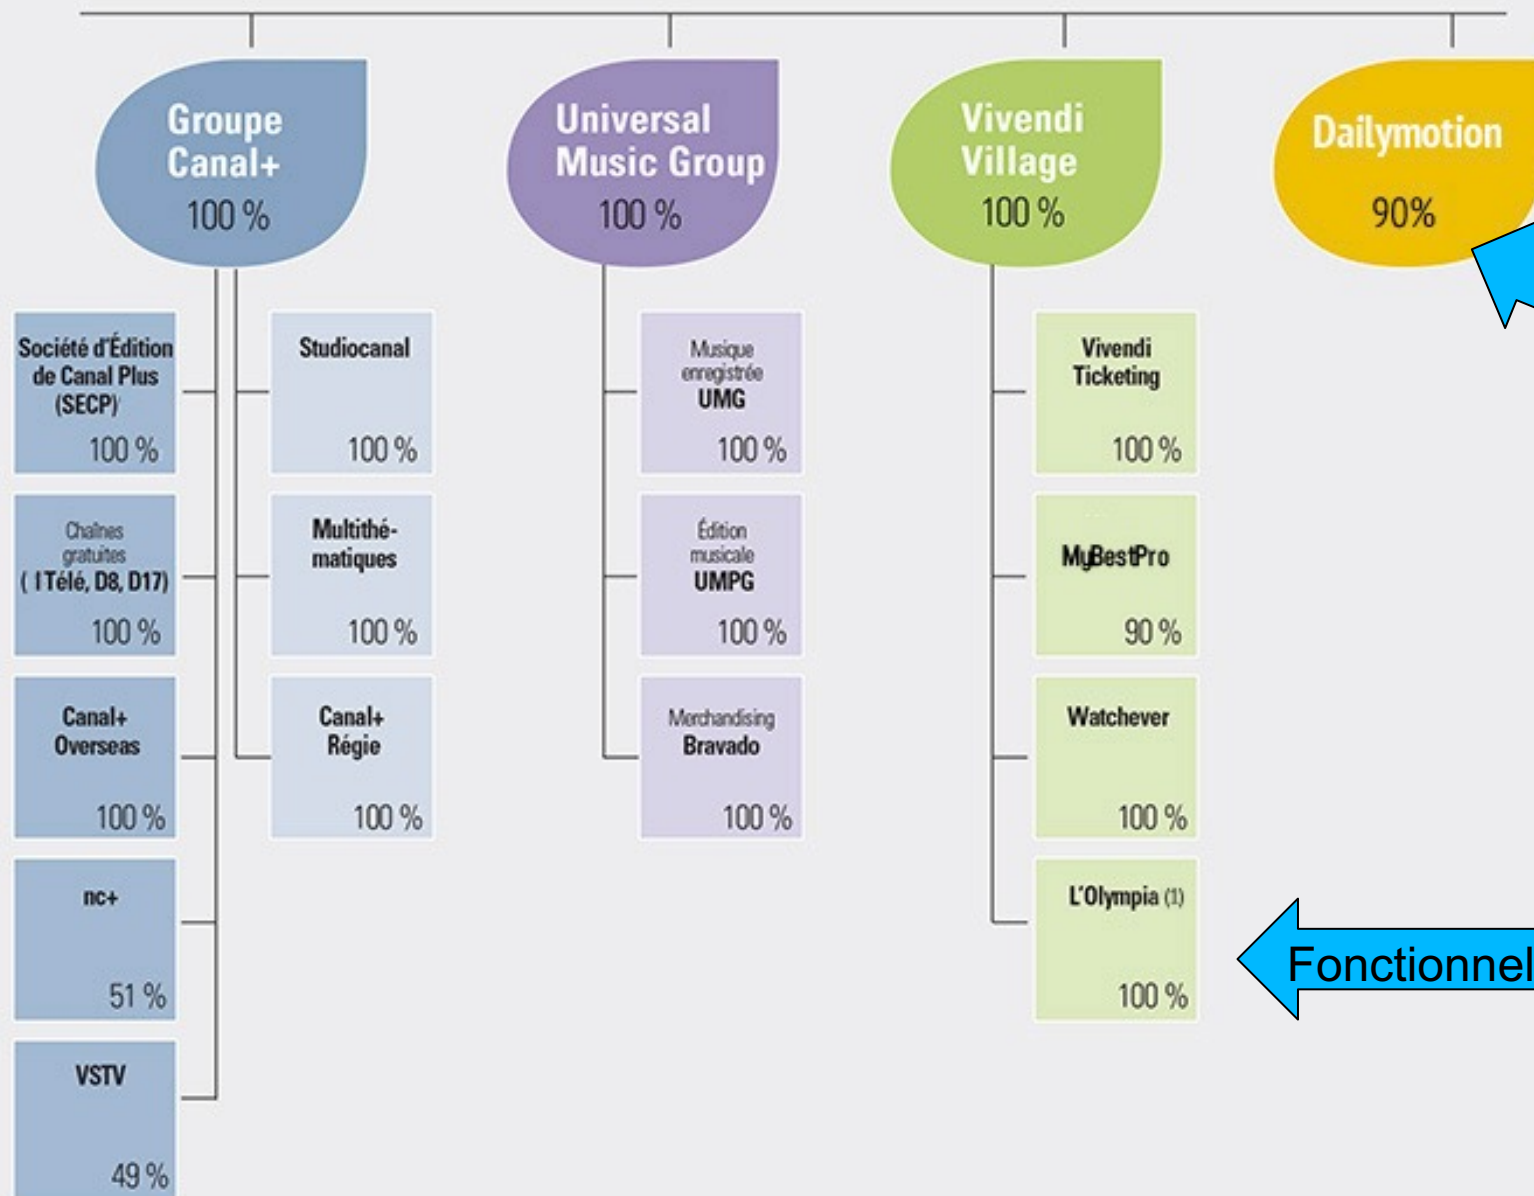 Groupe
Canal+
100 %
Universal
Music Group
100 %
Vivendi
Village
100 %
Dailymotion
90%
Société d'Édition
de Canal Plus
(SECP)
100 %
Chaînes
gratuites
( I Télé, D8, D17)
100 %
Canal+
Overseas
100 %
nc+
51 %
VSTV
49 %
Studiocanal
100 %
Multithé-
matiques
100 %
Canal+
Régie
100 %
Musique
enregistrée
UMG
100 %
Édition
musicale
UMPG
100 %
Merchandising
Bravado
100 %
Vivendi
Ticketing
100 %
MyBestPro
90 %
Watchever
100 %
L'Olympia (1)
100 %
Fonctionnel